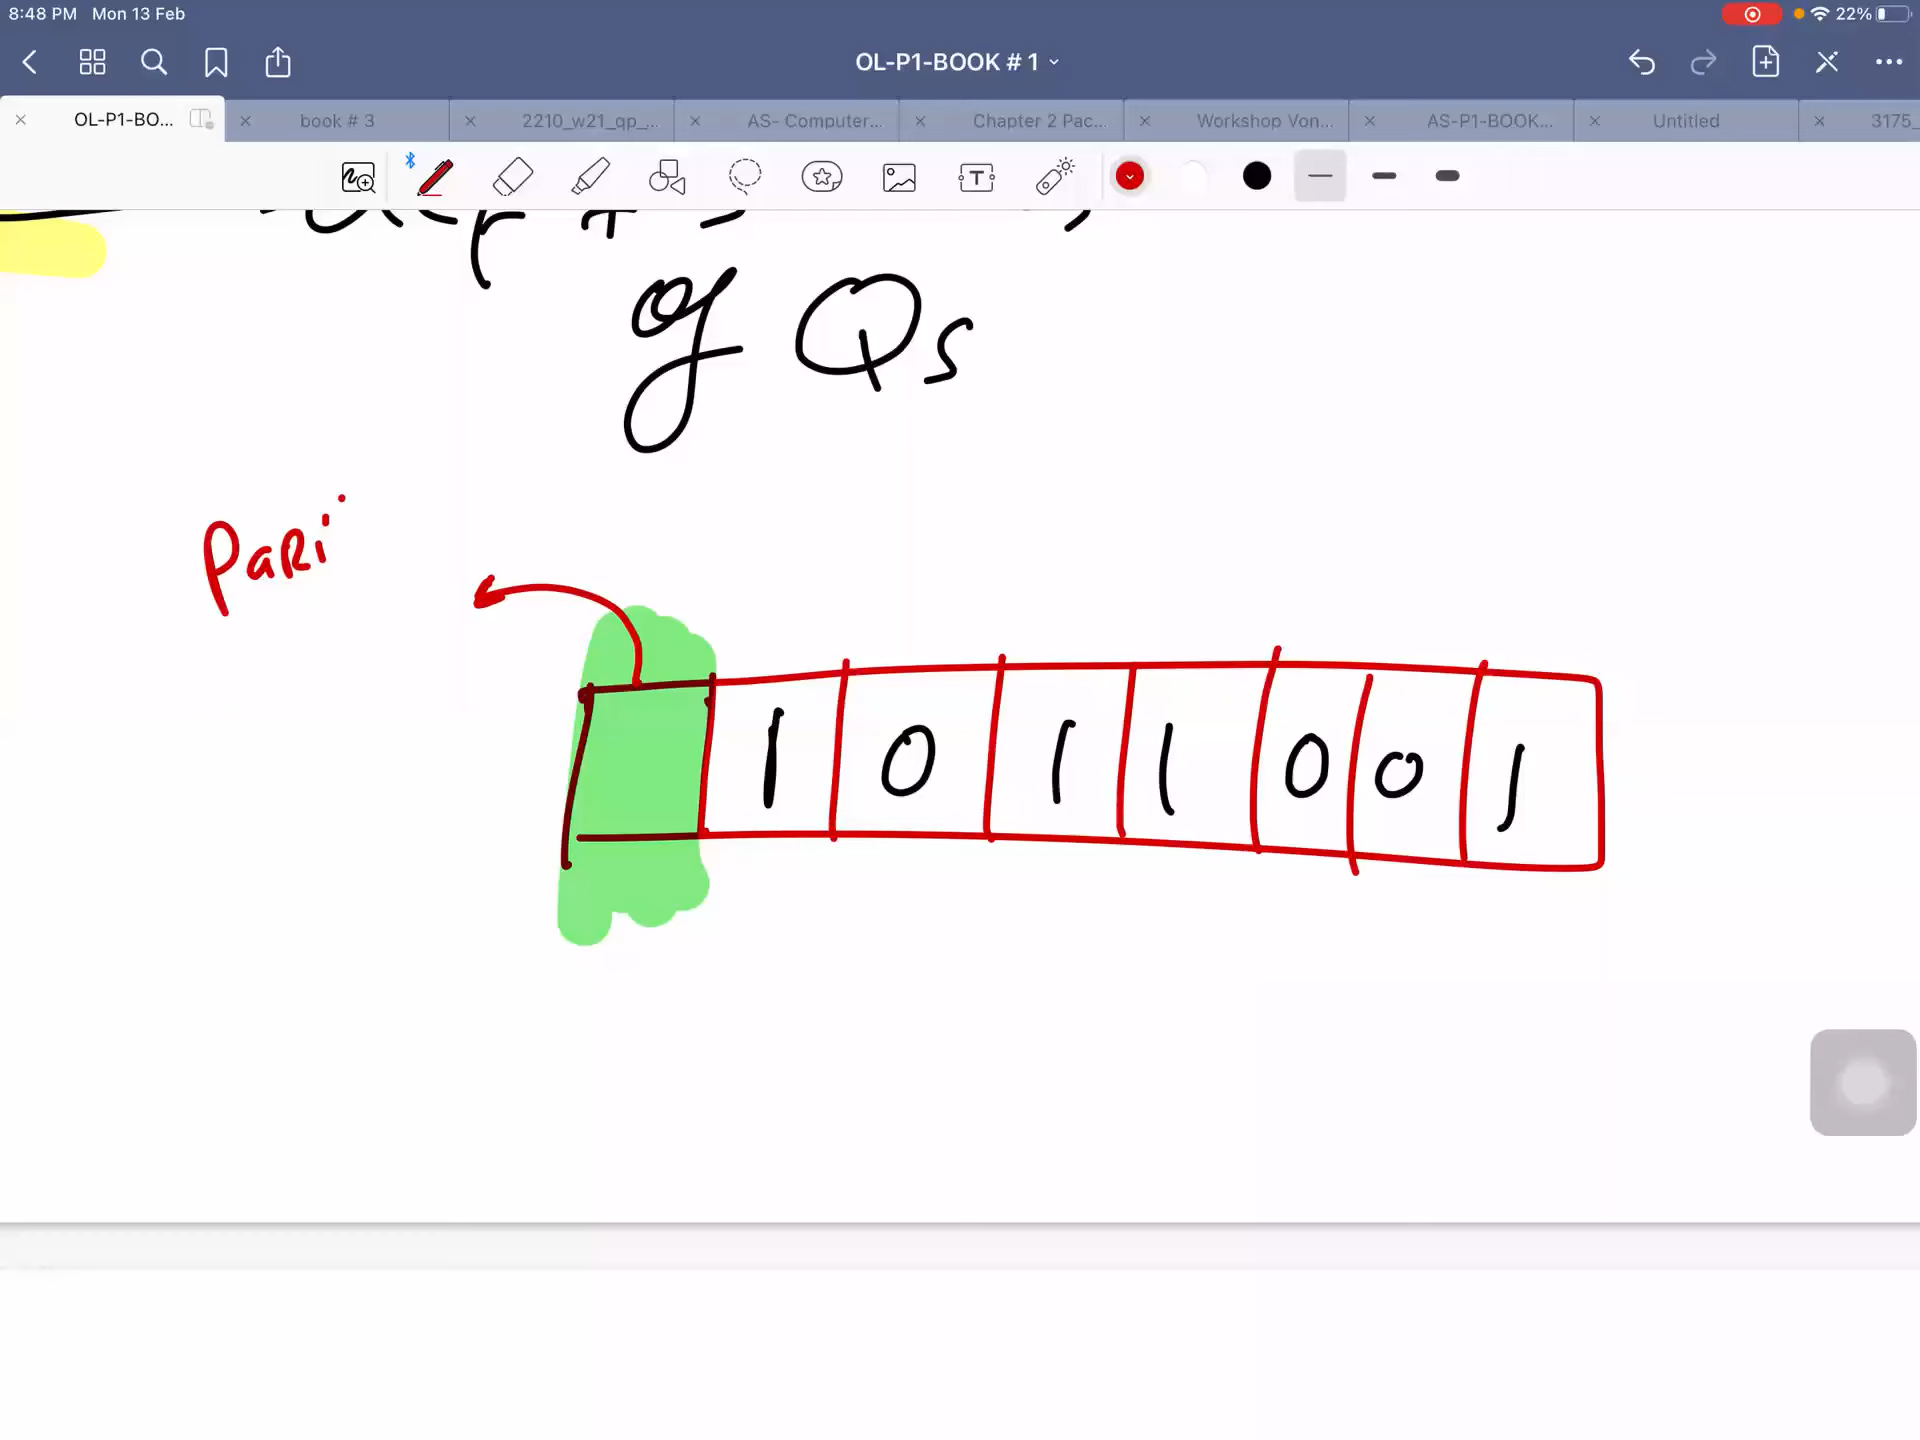 8:48 PM Mon 13 Feb
22%
OL-P1-BOOK # 1
OL-P1-BO...
book # 3
2210_w21_qp_...
AS- Computer...
Chapter 2 Pac...
Workshop Von...
AS-P1-BOOK...
Untitled
3175_
of Qs
Pari
1 0 1 1 0 0 1